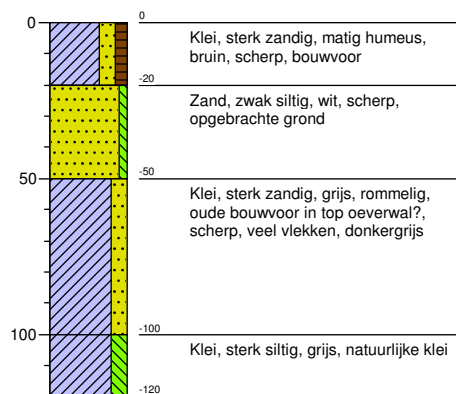 0
0
Klei, sterk zandig, matig humeus,
bruin, scherp, bouwvoor
-20
Zand, zwak siltig, wit, scherp,
opgebrachte grond
50
-50
Klei, sterk zandig, grijs, rommelig,
oude bouwvoor in top oeverwal?,
scherp, veel vlekken, donkergrijs
100
-100
Klei, sterk siltig, grijs, natuurlijke klei
-120